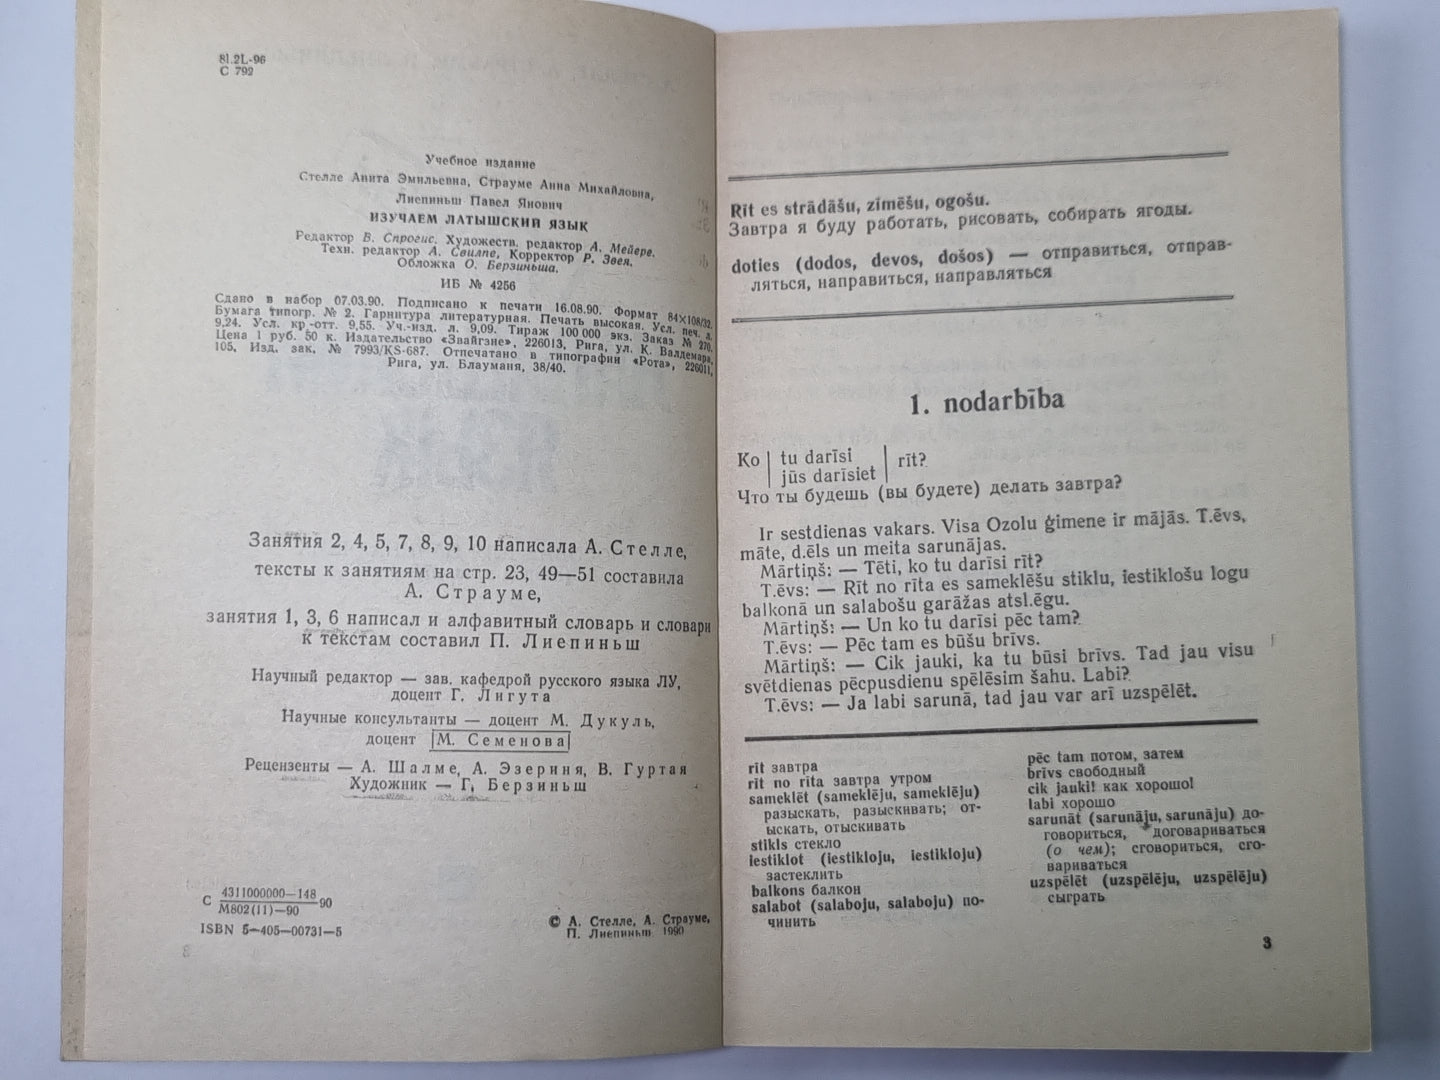 81.2L-96
С 792
Учебное издание
Стелле Анита Эмильевна, Страуме Анна Михайловна,
Лиепиньш Павел Янович
ИЗУЧАЕМ ЛАТЫШСКИЙ ЯЗЫК
Редактор В. Спрогис. Художеств. редактор А. Мейере.
Техн. редактор А. Свилпе, Корректор Р. Звея.
Обложка О. Берзиньша.
ИБ № 4256
Сдано в набор 07.03.90. Подписано к печати 16.08.90. Формат 84×108/32.
Бумага типогр. № 2. Гарнитура литературная. Печать высокая. Усл. печ. л.
9,24. Усл. кр-отт. 9,55. Уч.-изд. л. 9,09. Тираж 100 000 экз. Заказ № 270.
Цена 1 руб. 50 к. Издательство «Звайгзне», 226013, Рига, ул. К. Валдемара,
105, Изд. зак. № 7993/KS-687. Отпечатано в типографии «Рота», 226011,
Рига, ул. Блауманя, 38/40.
Занятия 2, 4, 5, 7, 8, 9, 10 написала А. Стелле,
тексты к занятиям на стр. 23, 49—51 составила
А. Страуме,
занятия 1, 3, 6 написал и алфавитный словарь и словари
к текстам составил П. Лиепиньш
Научный редактор — зав. кафедрой русского языка ЛУ,
доцент Г. Лигута
Научные консультанты — доцент М. Дукуль,
доцент М. Семенова
Рецензенты — А. Шалме, А. Эзериня, В. Гуртая
Художник — Г. Берзиньш
4311000000—148
С 90
М802(11)—90
ISBN 5—405—00731—5
© А. Стелле, А. Страуме,
П. Лиепиньш 1990
Rīt es strādāšu, zīmēšu, ogošu.
Завтра я буду работать, рисовать, собирать ягоды.
doties (dodos, devos, došos) — отправиться, отправ-
ляться, направиться, направляться
1. nodarbība
Ko tu darīsi rīt?
jūs darīsiet
Что ты будешь (вы будете) делать завтра?
Ir sestdienas vakars. Visa Ozolu ģimene ir mājās. T.ēvs,
māte, d.ēls un meita sarunājas.
Mārtiņš: — Tēti, ko tu darīsi rīt?
T.ēvs: — Rīt no rīta es sameklēšu stiklu, iestiklošu logu
balkonā un salabošu garāžas atsl.ēgu.
Mārtiņš: — Un ko tu darīsi pēc tam?
T.ēvs: — Pēc tam es būšu brīvs.
Mārtiņš: — Cik jauki, ka tu būsi brīvs. Tad jau visu
svētdienas pēcpusdienu spēlēsim šahu. Labi?
T.ēvs: — Ja labi sarunā, tad jau var arī uzspēlēt.
rīt завтра
rīt no rīta завтра утром
sameklēt (sameklēju, sameklēju)
разыскать, разыскивать; от-
ыскать, отыскивать
stikls стекло
iestiklot (iestikloju, iestikloju)
застеклить
balkons балкон
salabot (salaboju, salaboju) по-
чинить
pēc tam потом, затем
brīvs свободный
cik jauki! как хорошо!
labi хорошо
sarunāt (sarunāju, sarunāju) до-
говориться, договариваться
(о чем); сговориться, сго-
вариваться
uzspēlēt (uzspēlēju, uzspēlēju)
сыграть
3